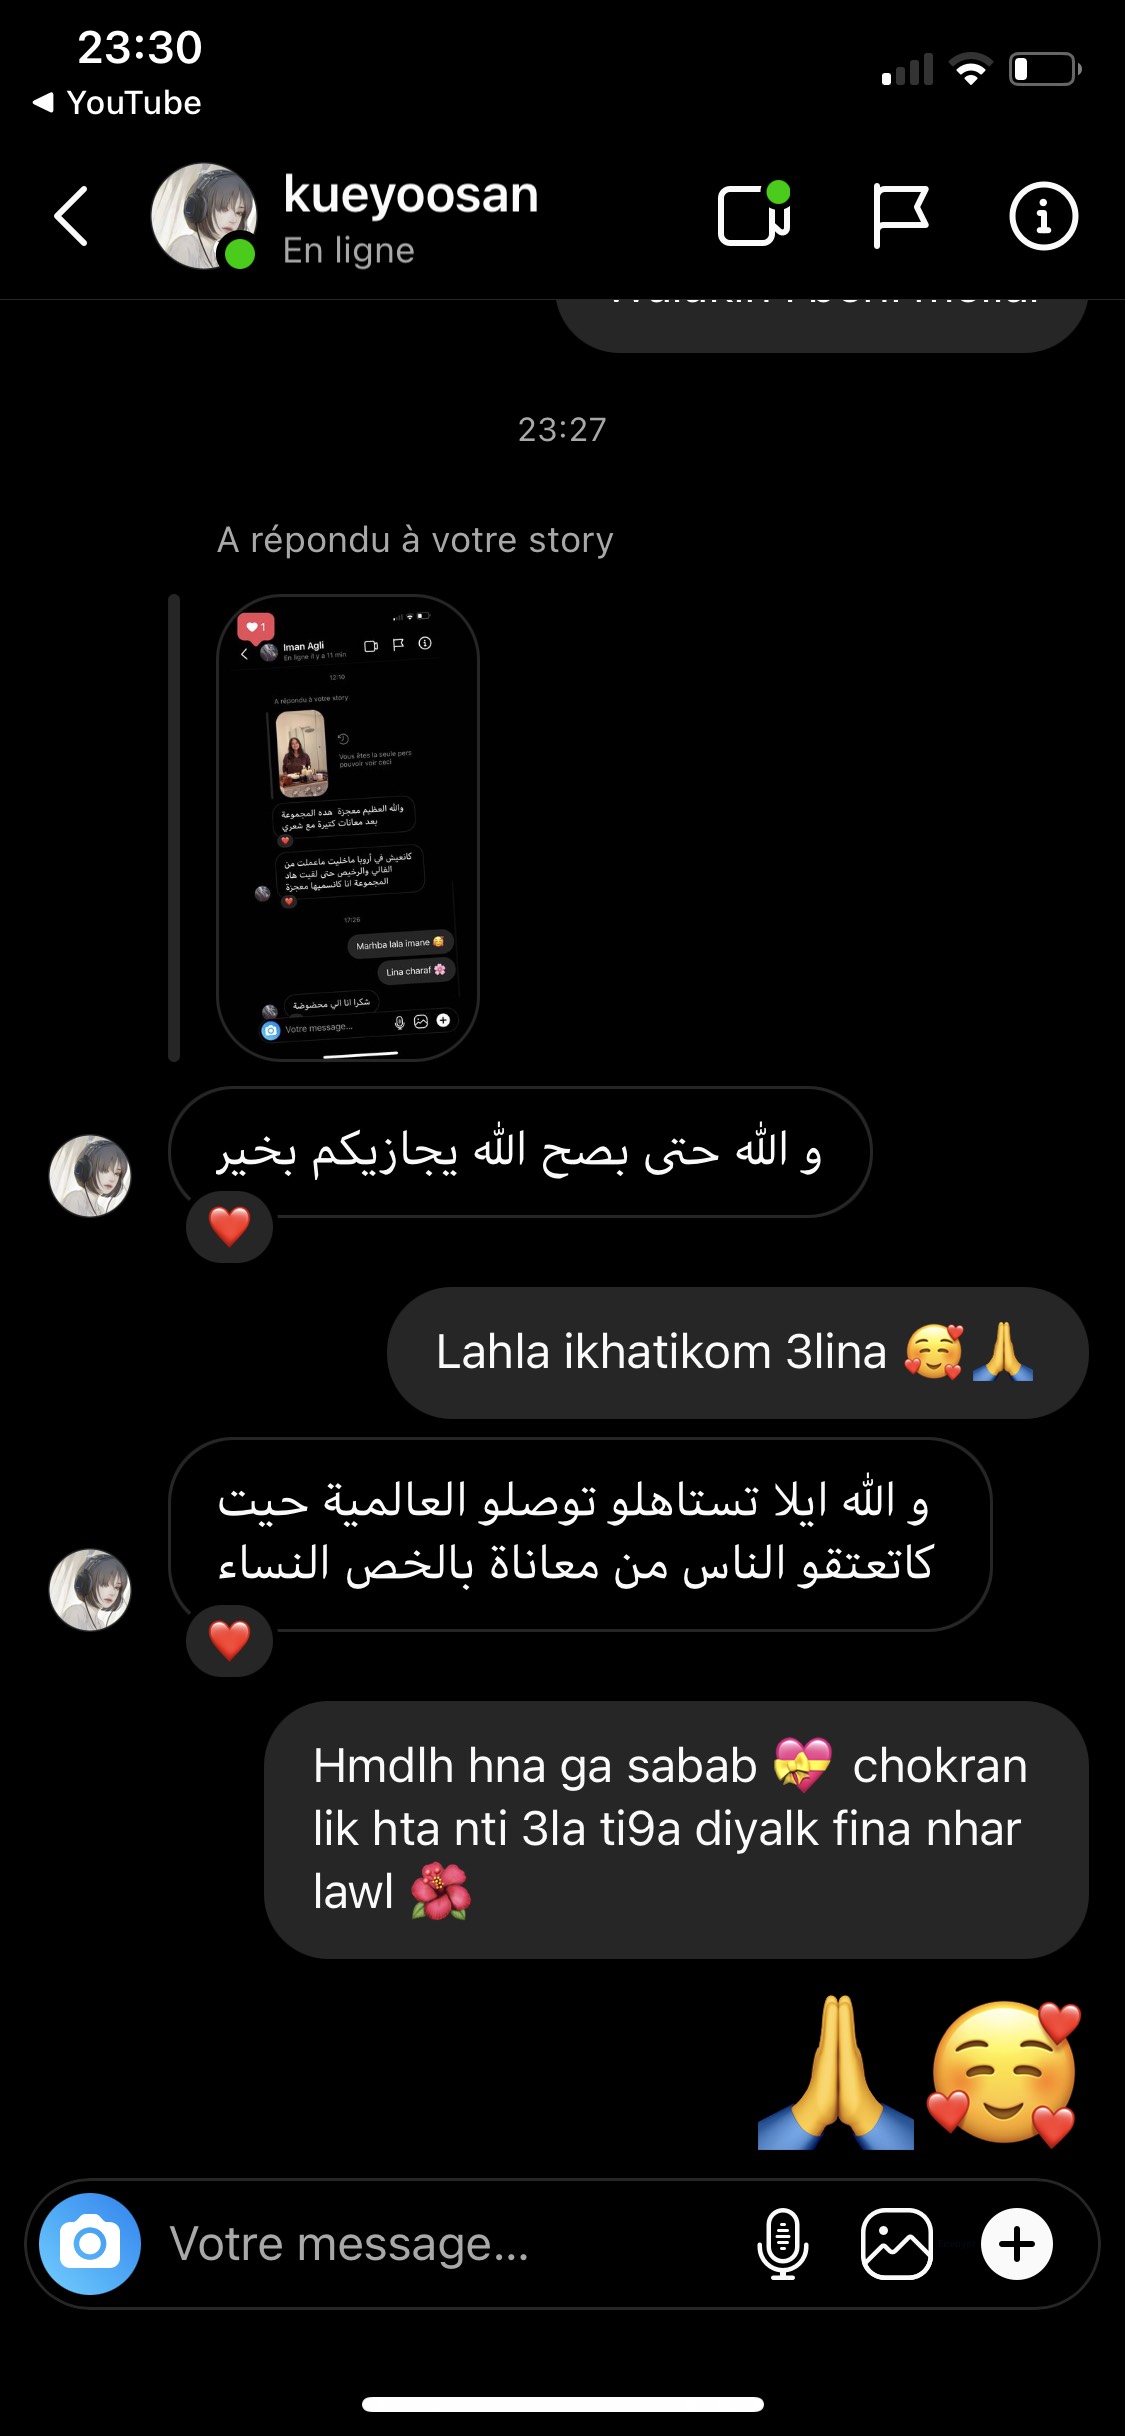 23:30
YouTube
kueyoosan
En ligne
23:27
A répondu à votre story
1
Iman Agli
En ligne il y a 11 min
12:10
A répondu à votre story
Vous êtes la seule pers
pouvoir voir ceci
والله العظيم معجزة هده المجموعة
بعد معانات كتيرة مع شعري
كانعيش في أروبا ماخليت ماعملت من
الغالي والرخيص حتى لقيت هاد
المجموعة انا كانسميها معجزة
17:26
Marhba lala imane 🥰
Lina charaf 🌸
شكرا انا الي محضوضة
Votre message...
و الله حتى بصح الله يجازيكم بخير
❤️
Lahla ikhatikom 3lina 🥰🙏
و الله ايلا تستاهلو توصلو العالمية حيت
كاتعتقو الناس من معاناة بالخص النساء
❤️
Hmdlh hna ga sabab 💝 chokran
lik hta nti 3la ti9a diyalk fina nhar
lawl 🌺
🙏🥰
Votre message...